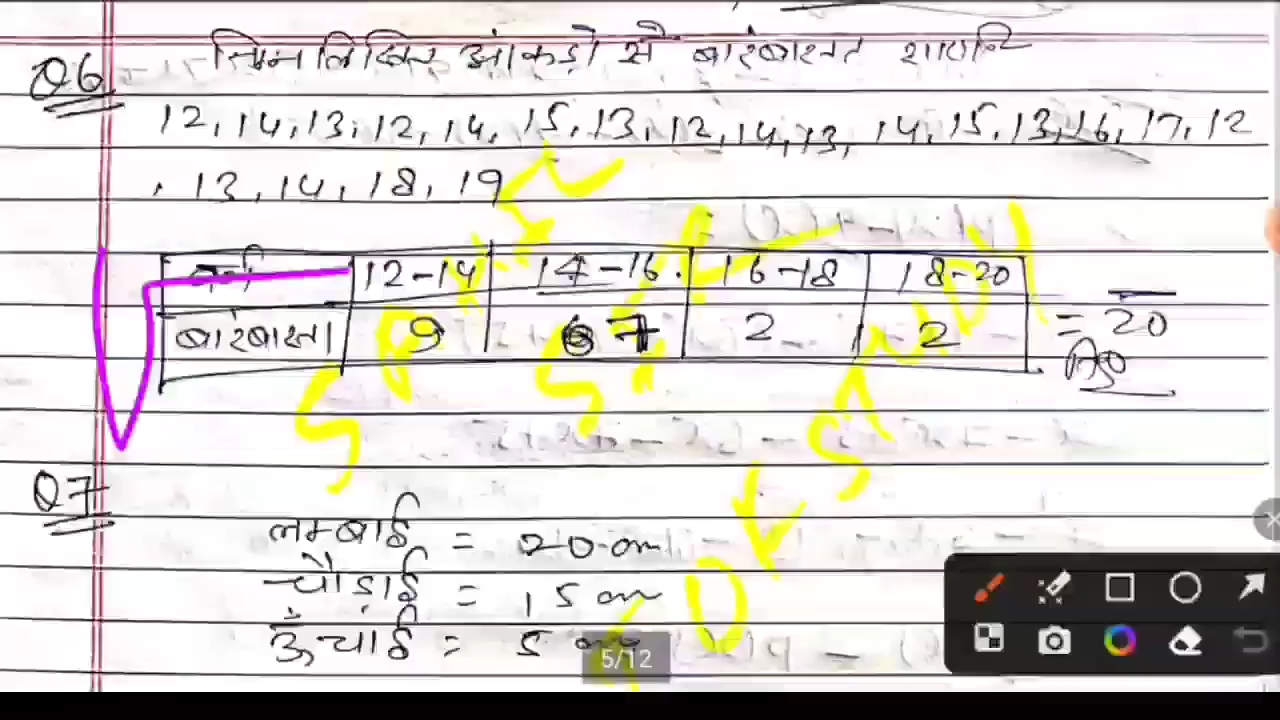 Q6 निम्नलिखित आंकड़ो से बारंबारता
12, 14, 13, 12, 14, 15, 13, 12, 14, 13, 14, 15, 13, 16, 17, 12
, 13, 14, 18, 19
वर्ग 12-14 14-16 16-18 18-20
बारंबारता 9 7 2 2 = 20
Ans
Q7
लम्बाई = 20 cm
चौड़ाई = 15 cm
ऊँचाई = 5 cm
5/12